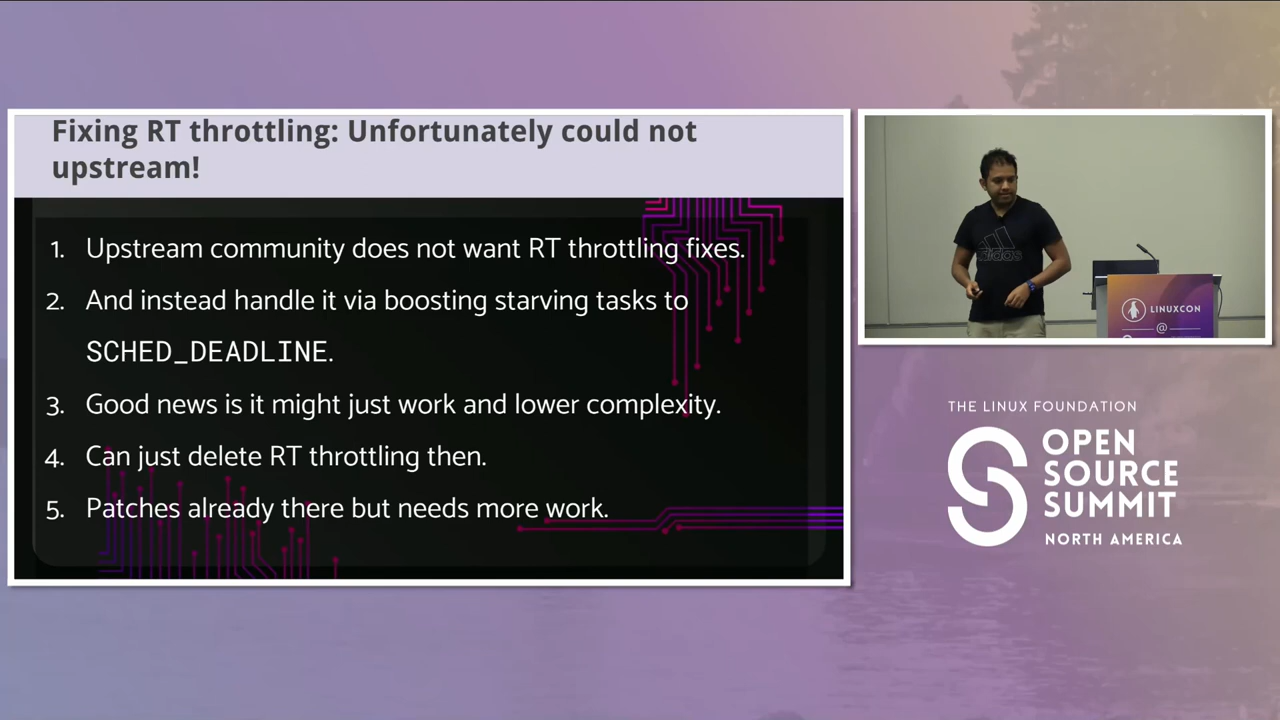 Fixing RT throttling: Unfortunately could not
upstream!
1. Upstream community does not want RT throttling fixes.
2. And instead handle it via boosting starving tasks to
SCHED_DEADLINE.
3. Good news is it might just work and lower complexity.
4. Can just delete RT throttling then.
5. Patches already there but needs more work.
adidas
LINUXCON
@
THE LINUX FOUNDATION
OPEN
SOURCE
SUMMIT
NORTH AMERICA